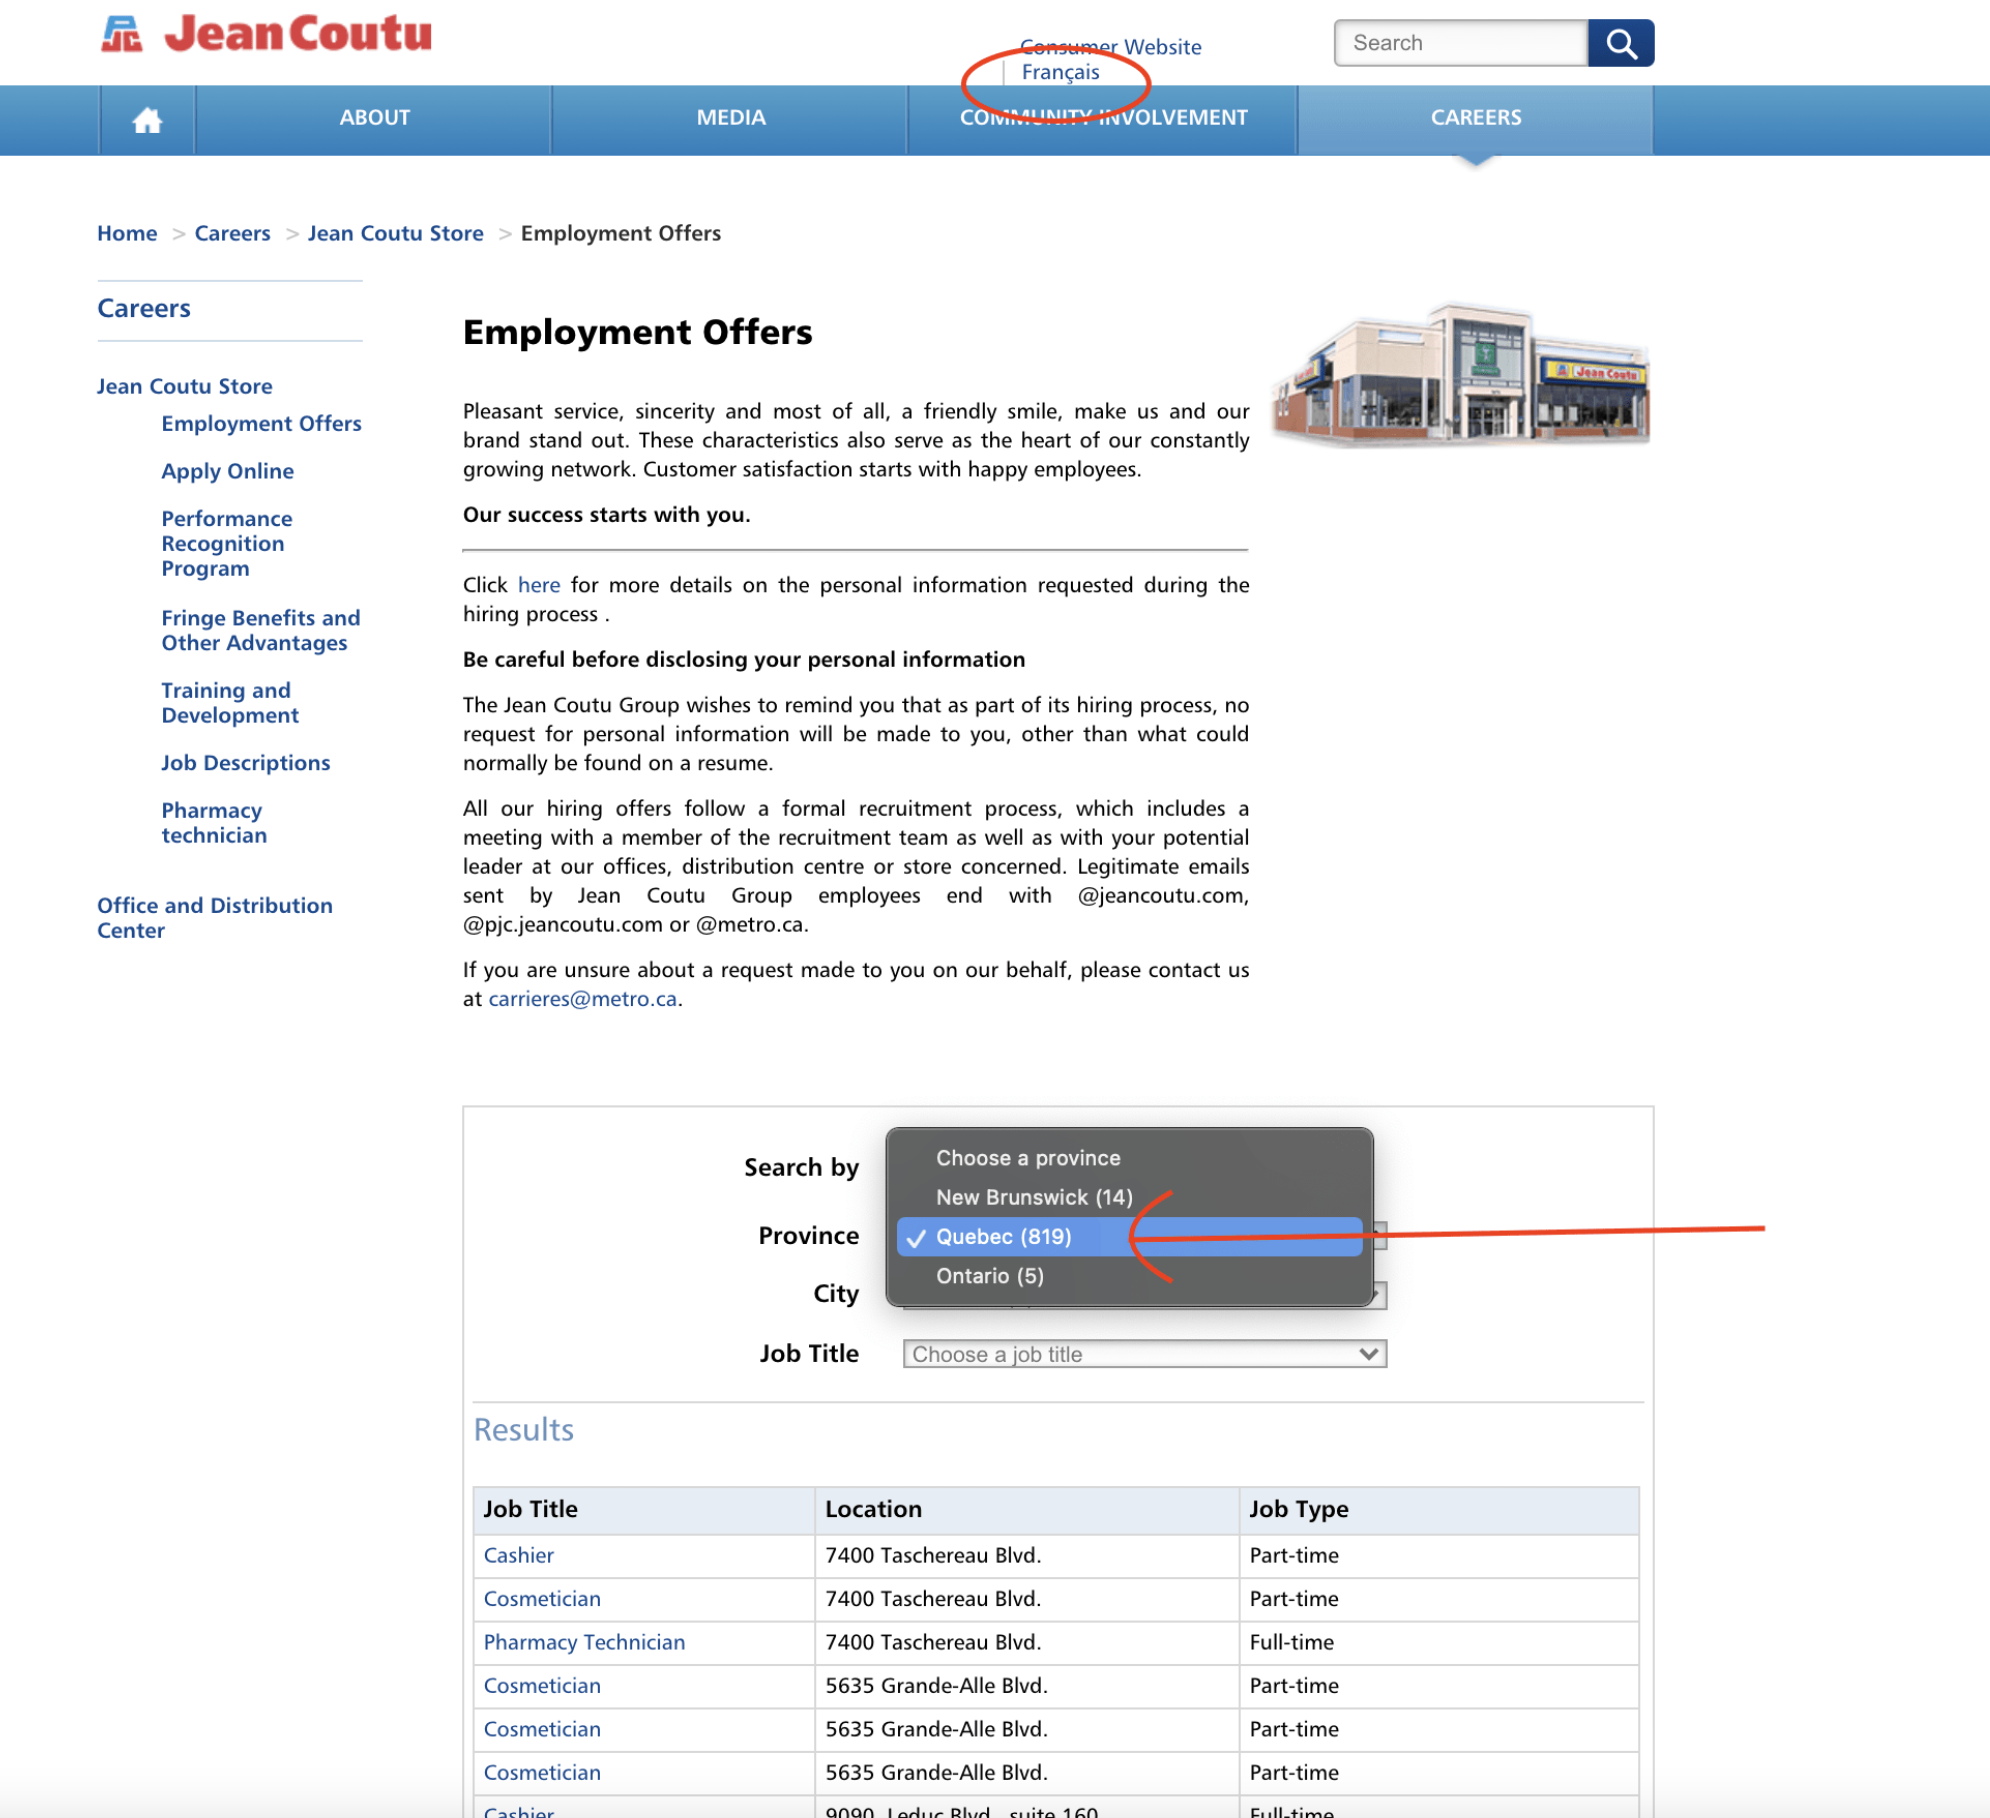 Jean Coutu
Consumer Website
Français
Search
ABOUT
MEDIA
COMMUNITY INVOLVEMENT
CAREERS
Home > Careers > Jean Coutu Store > Employment Offers
Careers
Jean Coutu Store
Employment Offers
Apply Online
Performance
Recognition
Program
Fringe Benefits and
Other Advantages
Training and
Development
Job Descriptions
Pharmacy
technician
Office and Distribution
Center
Employment Offers
Pleasant service, sincerity and most of all, a friendly smile, make us and our
brand stand out. These characteristics also serve as the heart of our constantly
growing network. Customer satisfaction starts with happy employees.
Our success starts with you.
Click here for more details on the personal information requested during the
hiring process .
Be careful before disclosing your personal information
The Jean Coutu Group wishes to remind you that as part of its hiring process, no
request for personal information will be made to you, other than what could
normally be found on a resume.
All our hiring offers follow a formal recruitment process, which includes a
meeting with a member of the recruitment team as well as with your potential
leader at our offices, distribution centre or store concerned. Legitimate emails
sent by Jean Coutu Group employees end with @jeancoutu.com,
@pjc.jeancoutu.com or @metro.ca.
If you are unsure about a request made to you on our behalf, please contact us
at carrieres@metro.ca.
Jean Coutu
Search by
Choose a province
New Brunswick (14)
Province
✓ Quebec (819)
Ontario (5)
City
Job Title
Choose a job title
Results
Job Title Location Job Type
Cashier 7400 Taschereau Blvd. Part-time
Cosmetician 7400 Taschereau Blvd. Part-time
Pharmacy Technician 7400 Taschereau Blvd. Full-time
Cosmetician 5635 Grande-Alle Blvd. Part-time
Cosmetician 5635 Grande-Alle Blvd. Part-time
Cosmetician 5635 Grande-Alle Blvd. Part-time
Cashier 9090, Leduc Blvd., suite 160 Full-time